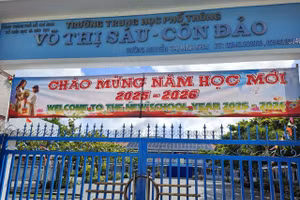 TRƯỜNG TRUNG HỌC PHỔ THÔNG
VÕ THỊ SÁU - CÔN ĐẢO
CHÀO MỪNG NĂM HỌC MỚI
2025 - 2026
WELCOME TO THE NEW SCHOOL YEAR 2025 -